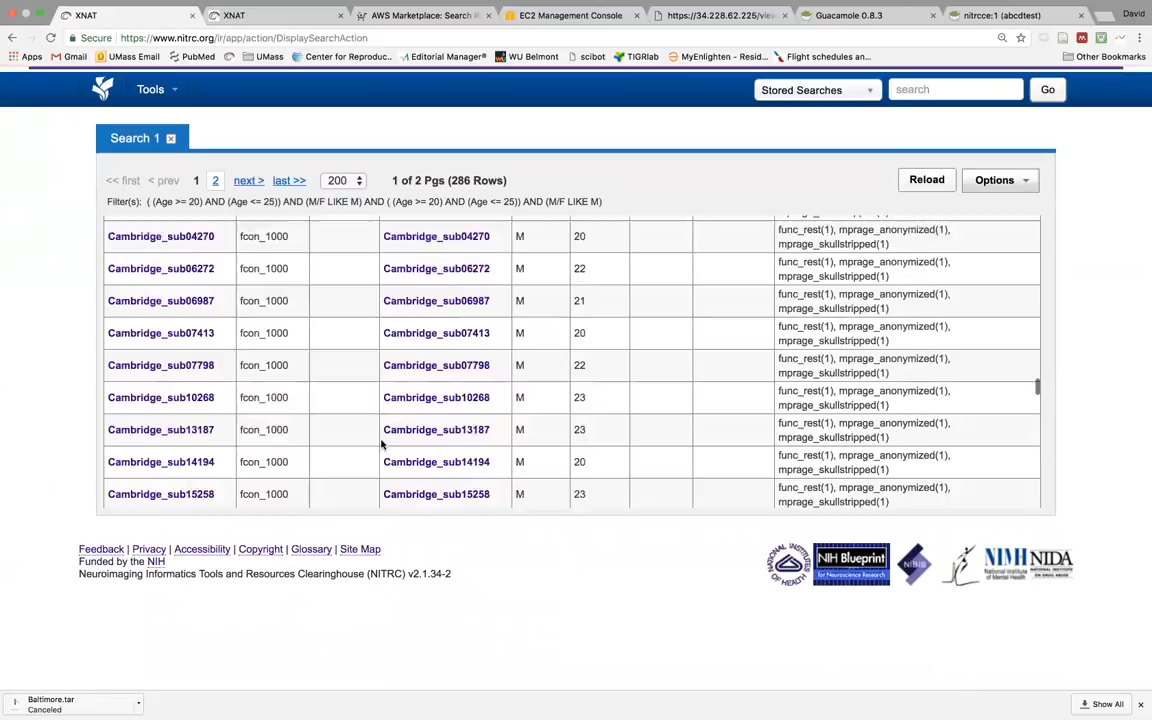 XNAT
XNAT
AWS Marketplace: Search R
EC2 Management Console
https://34.228.62.225/view
Guacamole 0.8.3
nitrcce:1 (abcdtest)
David
Secure
https://www.nitrc.org/ir/app/action/DisplaySearchAction
Apps
Gmail
UMass Email
PubMed
UMass
Center for Reproduc..
Editorial Manager®
WU Belmont
scibot
TIGRlab
MyEnlighten - Resid...
Flight schedules an...
Other Bookmarks
Tools
Stored Searches
search
Go
Search 1
<< first < prev 1 2 next > last >> 200 1 of 2 Pgs (286 Rows)
Reload
Options
Filter(s): ( (Age >= 20) AND (Age <= 25)) AND (M/F LIKE M) AND ( (Age >= 20) AND (Age <= 25)) AND (M/F LIKE M)
mprage_skullstripped(1)
Cambridge_sub04270 fcon_1000 Cambridge_sub04270 M 20 func_rest(1), mprage_anonymized(1),
mprage_skullstripped(1)
Cambridge_sub06272 fcon_1000 Cambridge_sub06272 M 22 func_rest(1), mprage_anonymized(1),
mprage_skullstripped(1)
Cambridge_sub06987 fcon_1000 Cambridge_sub06987 M 21 func_rest(1), mprage_anonymized(1),
mprage_skullstripped(1)
Cambridge_sub07413 fcon_1000 Cambridge_sub07413 M 20 func_rest(1), mprage_anonymized(1),
mprage_skullstripped(1)
Cambridge_sub07798 fcon_1000 Cambridge_sub07798 M 22 func_rest(1), mprage_anonymized(1),
mprage_skullstripped(1)
Cambridge_sub10268 fcon_1000 Cambridge_sub10268 M 23 func_rest(1), mprage_anonymized(1),
mprage_skullstripped(1)
Cambridge_sub13187 fcon_1000 Cambridge_sub13187 M 23 func_rest(1), mprage_anonymized(1),
mprage_skullstripped(1)
Cambridge_sub14194 fcon_1000 Cambridge_sub14194 M 20 func_rest(1), mprage_anonymized(1),
mprage_skullstripped(1)
Cambridge_sub15258 fcon_1000 Cambridge_sub15258 M 23 func_rest(1), mprage_anonymized(1),
mprage_skullstripped(1)
Feedback | Privacy | Accessibility | Copyright | Glossary | Site Map
Funded by the NIH
Neuroimaging Informatics Tools and Resources Clearinghouse (NITRC) v2.1.34-2
NIH Blueprint
for Neuroscience Research
NIBIB
NIMH
NIDA
Baltimore.tar
Canceled
Show All